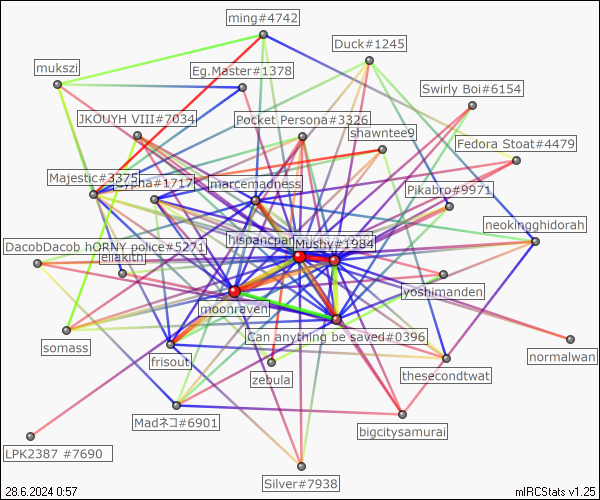 ming#4742
Duck#1245
mukszi
Eg.Master#1378
Swirly Boi#6154
JKOUYH VIII#7034
Pocket Persona#3326
shawntee9
Fedora Stoat#4479
Majestic#3375
#1717
marcemadness
Pikabro#9971
neokingghidorah
hispancpan
Mushy#1984
DacobDacob hORNY police#5271
jellakith
yoshimanden
moonraven
Can anything be saved#0396
somass
frisout
normalwan
zebula
thesecondtwat
Madネコ#6901
bigcitysamurai
LPK2387 #7690
Silver#7938
28.6.2024 0:57
mIRCStats v1.25